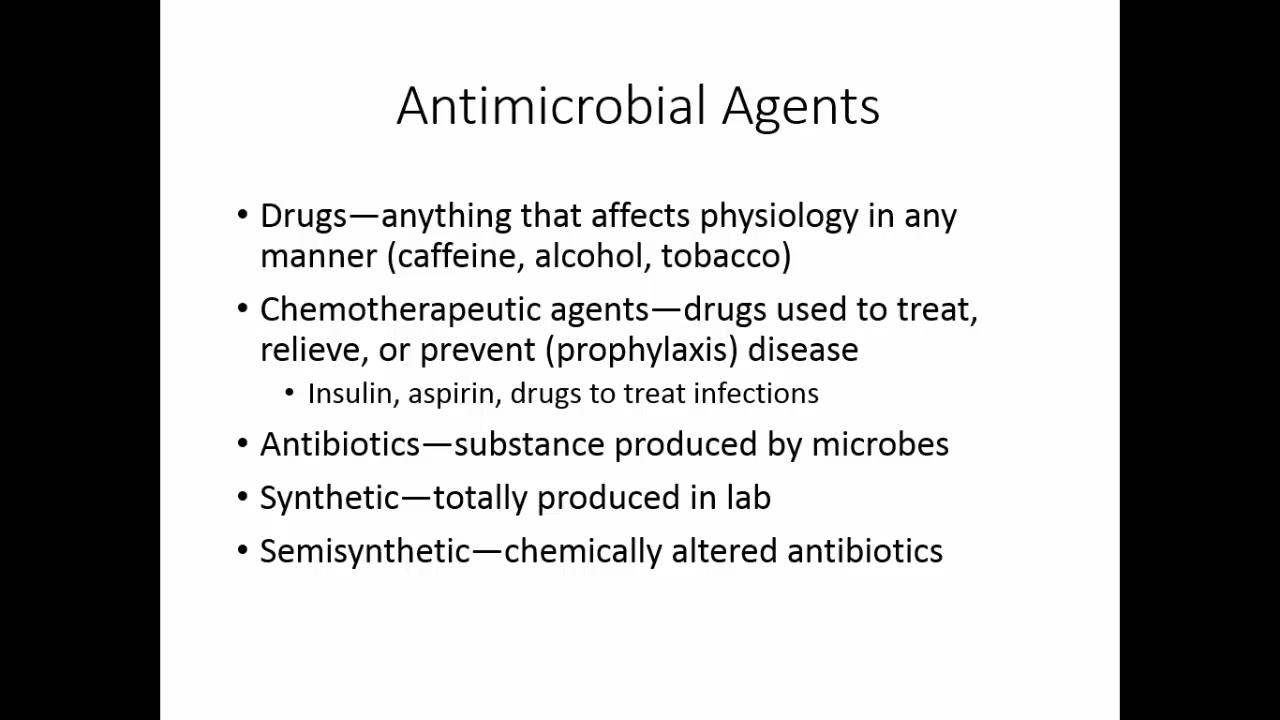 Antimicrobial Agents
• Drugs—anything that affects physiology in any
manner (caffeine, alcohol, tobacco)
• Chemotherapeutic agents—drugs used to treat,
relieve, or prevent (prophylaxis) disease
• Insulin, aspirin, drugs to treat infections
• Antibiotics—substance produced by microbes
• Synthetic—totally produced in lab
• Semisynthetic—chemically altered antibiotics